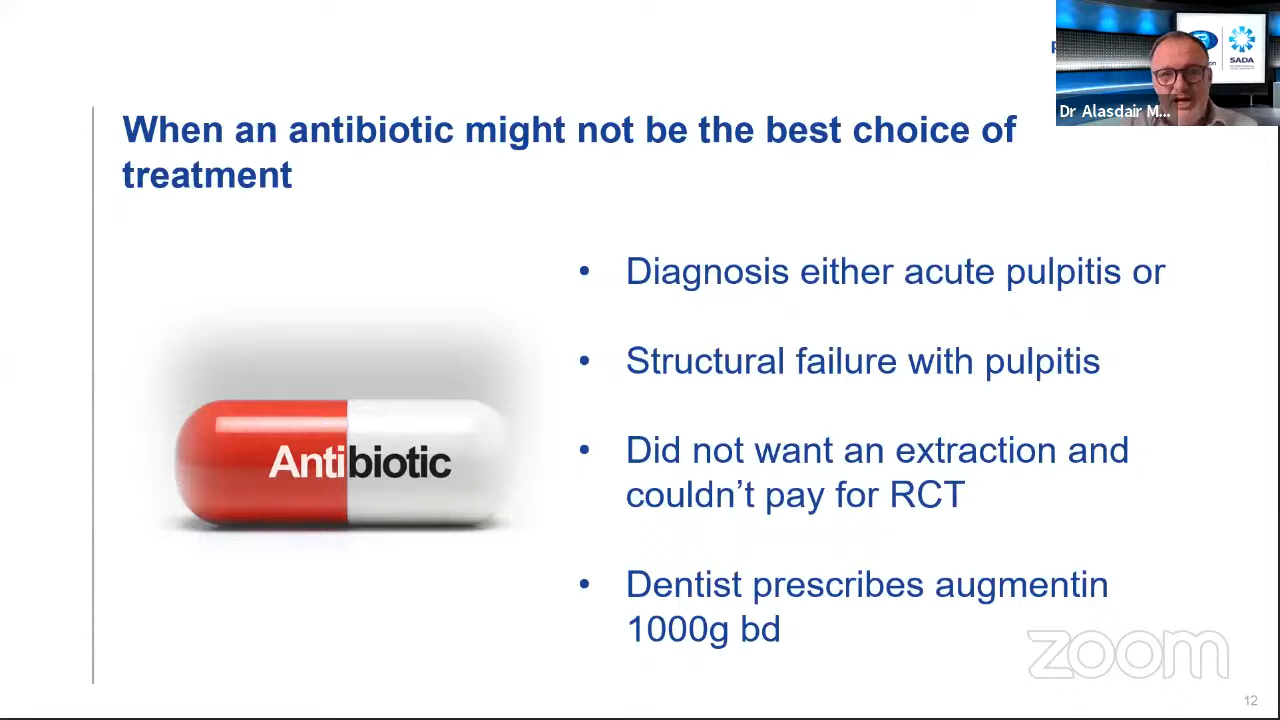 SADA
Dr Alasdair M...
When an antibiotic might not be the best choice of
treatment
• Diagnosis either acute pulpitis or
• Structural failure with pulpitis
• Did not want an extraction and
couldn’t pay for RCT
• Dentist prescribes augmentin
1000g bd
Antibiotic
zoom
12